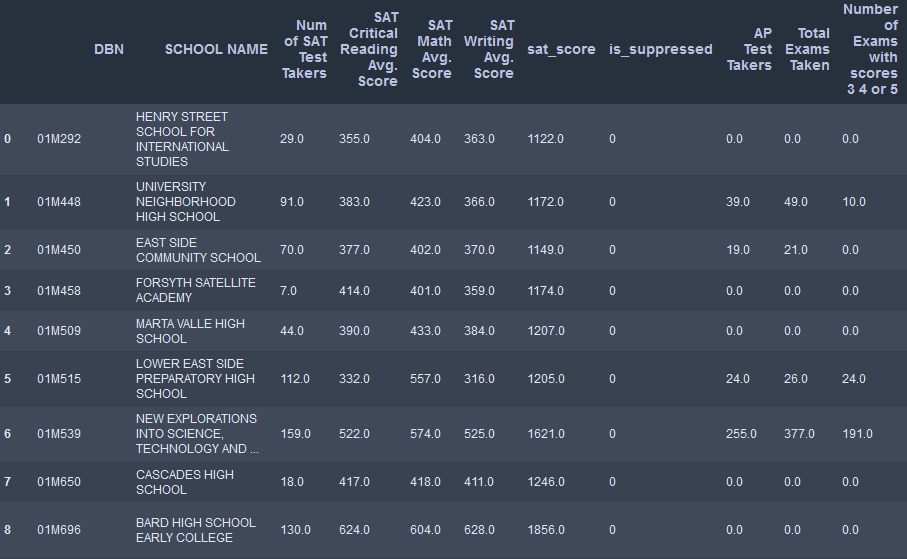 DBN SCHOOL NAME Num of SAT Test Takers SAT Critical Reading Avg. Score SAT Math Avg. Score SAT Writing Avg. Score sat_score is_suppressed AP Test Takers Total Exams Taken Number of Exams with scores 3 4 or 5
0 01M292 HENRY STREET SCHOOL FOR INTERNATIONAL STUDIES 29.0 355.0 404.0 363.0 1122.0 0 0.0 0.0 0.0
1 01M448 UNIVERSITY NEIGHBORHOOD HIGH SCHOOL 91.0 383.0 423.0 366.0 1172.0 0 39.0 49.0 10.0
2 01M450 EAST SIDE COMMUNITY SCHOOL 70.0 377.0 402.0 370.0 1149.0 0 19.0 21.0 0.0
3 01M458 FORSYTH SATELLITE ACADEMY 7.0 414.0 401.0 359.0 1174.0 0 0.0 0.0 0.0
4 01M509 MARTA VALLE HIGH SCHOOL 44.0 390.0 433.0 384.0 1207.0 0 0.0 0.0 0.0
5 01M515 LOWER EAST SIDE PREPARATORY HIGH SCHOOL 112.0 332.0 557.0 316.0 1205.0 0 24.0 26.0 24.0
6 01M539 NEW EXPLORATIONS INTO SCIENCE, TECHNOLOGY AND ... 159.0 522.0 574.0 525.0 1621.0 0 255.0 377.0 191.0
7 01M650 CASCADES HIGH SCHOOL 18.0 417.0 418.0 411.0 1246.0 0 0.0 0.0 0.0
8 01M696 BARD HIGH SCHOOL EARLY COLLEGE 130.0 624.0 604.0 628.0 1856.0 0 0.0 0.0 0.0